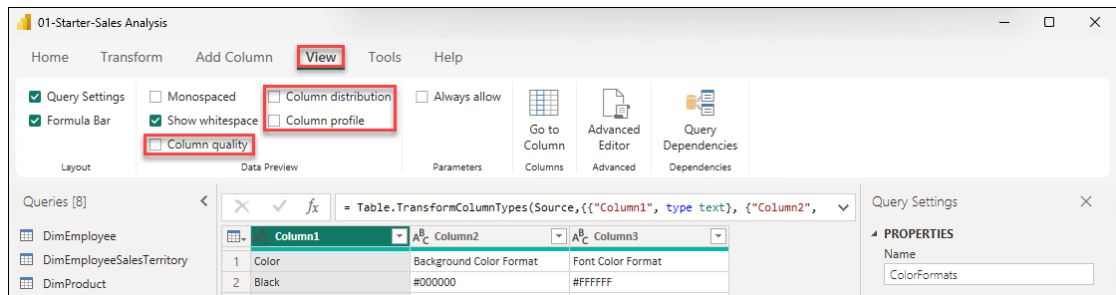 01-Starter-Sales Analysis
Home Transform Add Column View Tools Help
Query Settings
Formula Bar
Layout
Monospaced
Show whitespace
Column quality
Column distribution
Column profile
Data Preview
Always allow
Parameters
Go to
Column
Columns
Advanced
Editor
Advanced
Query
Dependencies
Dependencies
Queries [8]
DimEmployee
DimEmployeeSalesTerritory
DimProduct
fx = Table.TransformColumnTypes(Source,{{"Column1", type text}, {"Column2",
Column1 ABC Column2 ABC Column3
1 Color Background Color Format Font Color Format
2 Black #000000 #FFFFFF
Query Settings
PROPERTIES
Name
ColorFormats